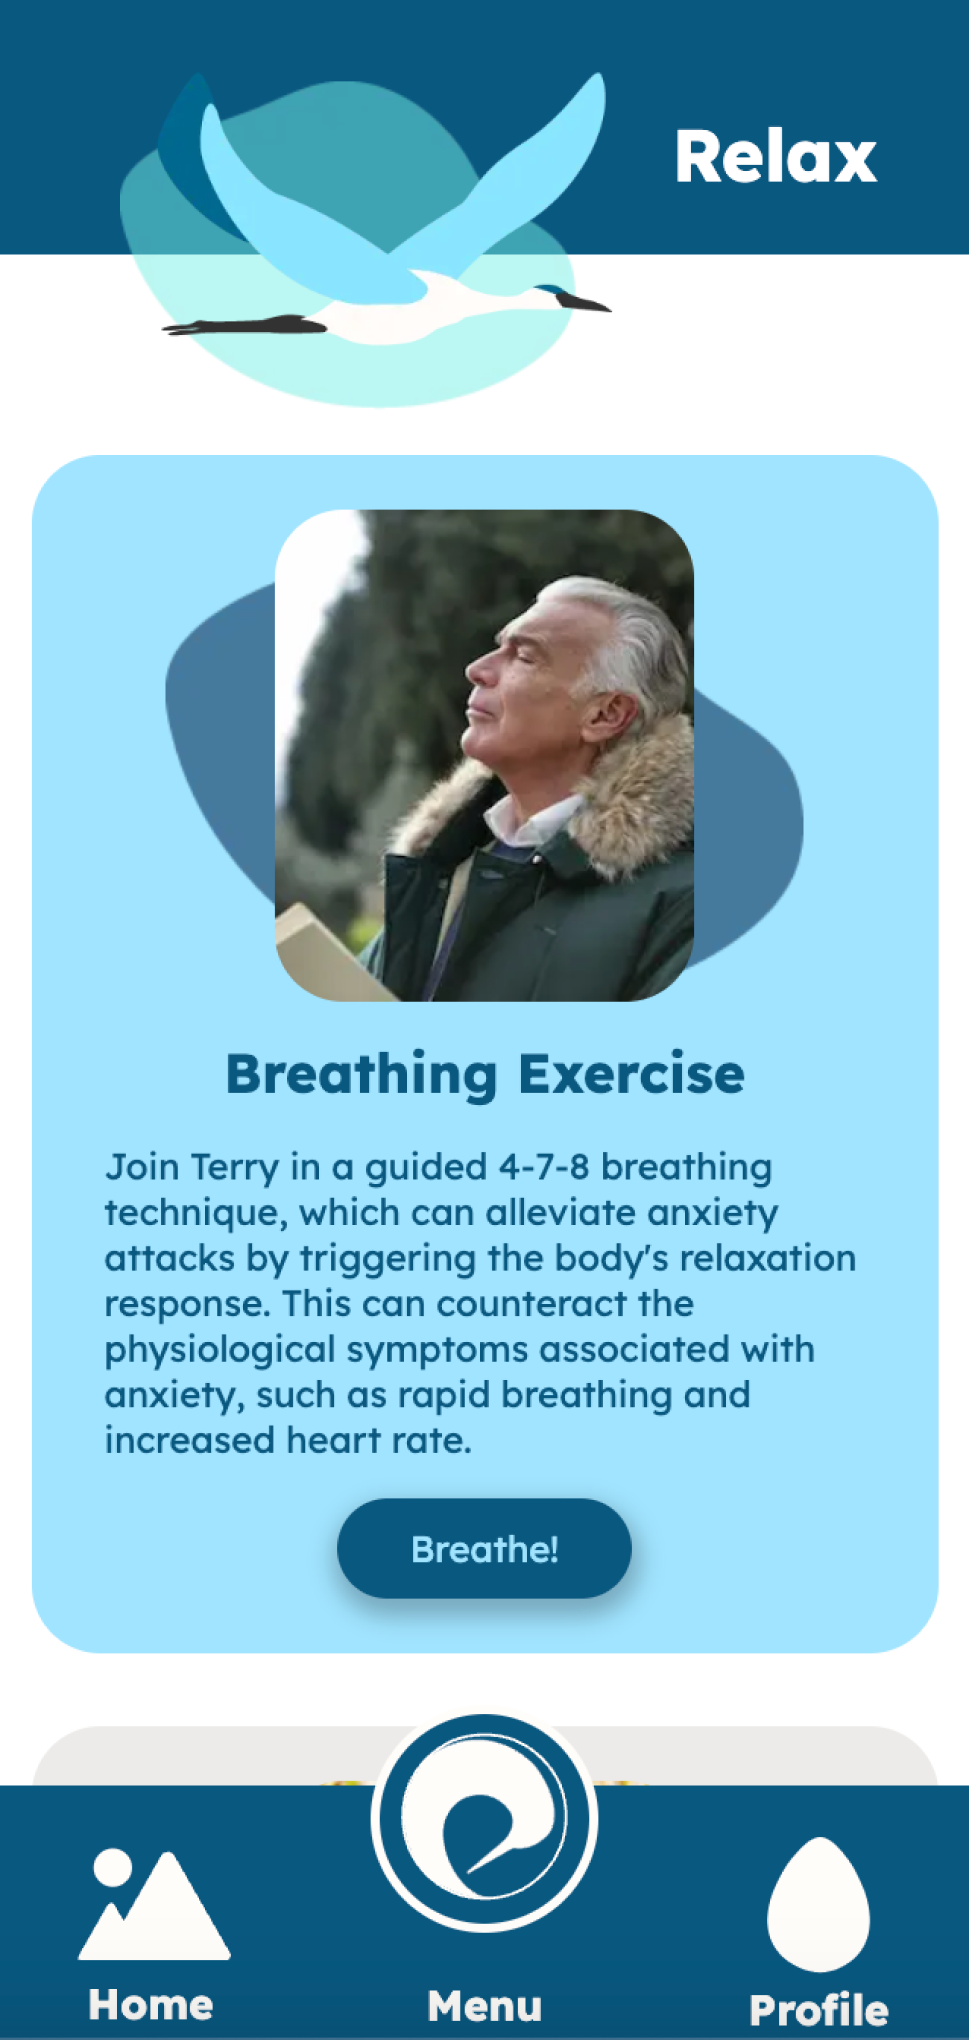 Relax
Breathing Exercise
Join Terry in a guided 4-7-8 breathing
technique, which can alleviate anxiety
attacks by triggering the body's relaxation
response. This can counteract the
physiological symptoms associated with
anxiety, such as rapid breathing and
increased heart rate.
Breathe!
Home
Menu
Profile